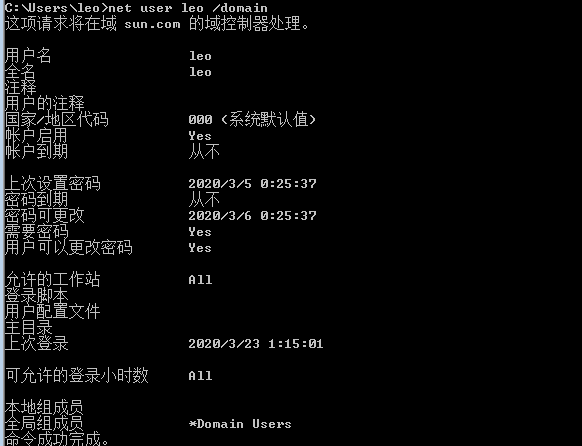 C:\Users\leo>net user leo /domain
这项请求将在域 sun.com 的域控制器处理。
用户名 leo
全名 leo
注释
用户的注释
国家/地区代码 000 (系统默认值)
帐户启用 Yes
帐户到期 从不
上次设置密码 2020/3/5 0:25:37
密码到期 从不
密码可更改 2020/3/6 0:25:37
需要密码 Yes
用户可以更改密码 Yes
允许的工作站 All
登录脚本
用户配置文件
主目录
上次登录 2020/3/23 1:15:01
可允许的登录小时数 All
本地组成员
全局组成员 *Domain Users
命令成功完成。